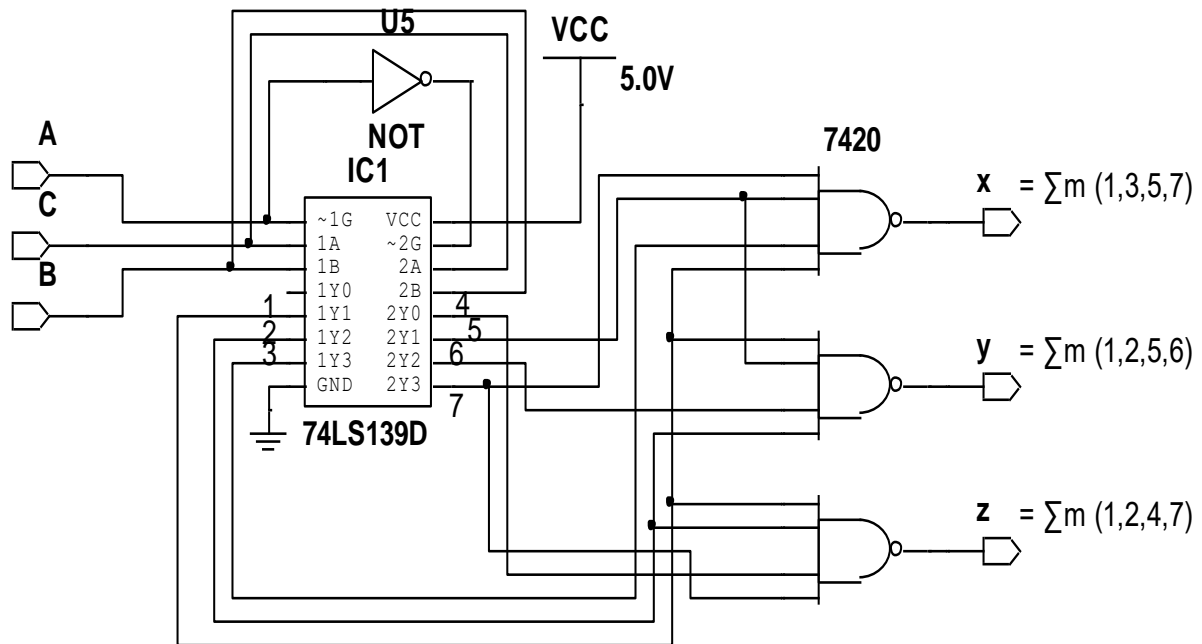 U5
VCC
5.0V
NOT
A
C
B
IC1
~1G VCC
1A ~2G
1B 2A
1Y0 2B
1 1Y1 2Y0 4
2 1Y2 2Y1 5
3 1Y3 2Y2 6
GND 2Y3 7
74LS139D
7420
x = ∑m (1,3,5,7)
y = ∑m (1,2,5,6)
z = ∑m (1,2,4,7)